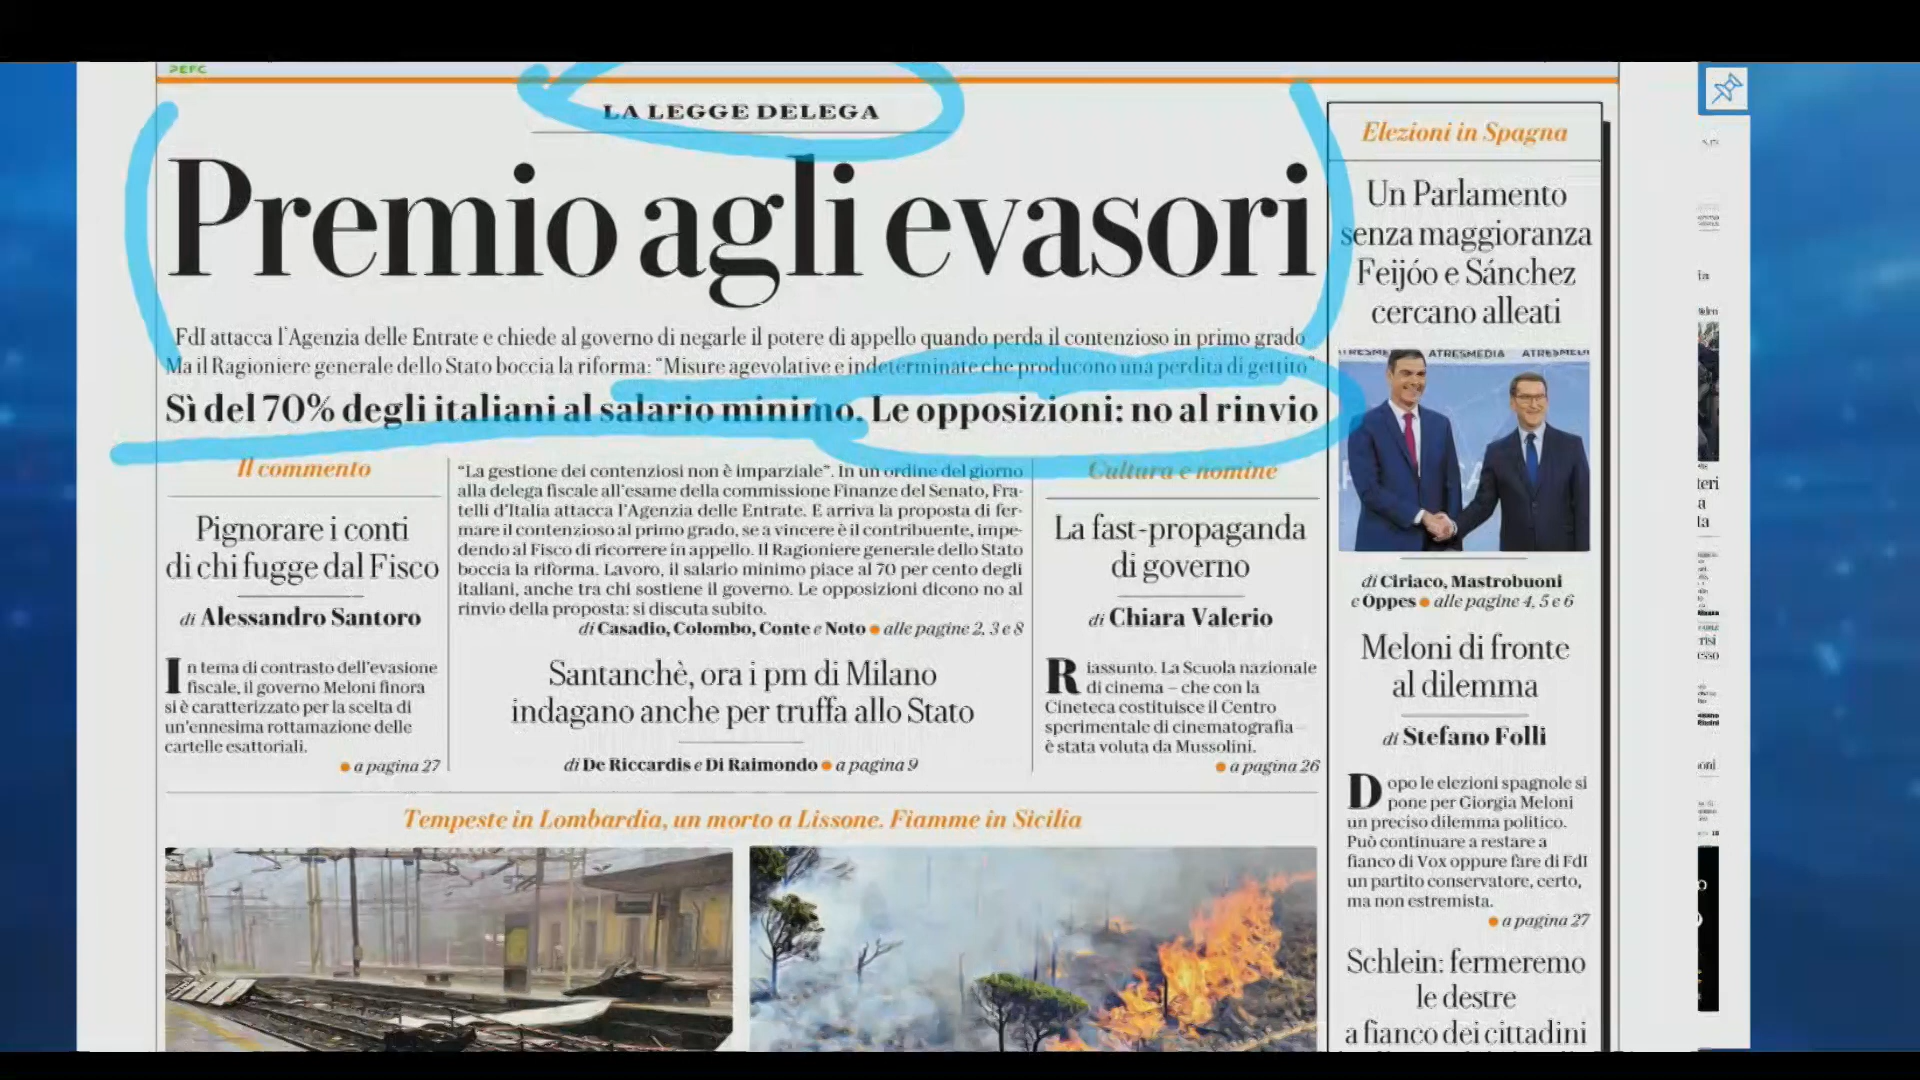 PEFC
LA LEGGE DELEGA
Premio agli evasori
FdI attacca l'Agenzia delle Entrate e chiede al governo di negarle il potere di appello quando perda il contenzioso in primo grado
Ma il Ragioniere generale dello Stato boccia la riforma: “Misure agevolative e indeterminate che producono una perdita di gettito”
Sì del 70% degli italiani al salario minimo. Le opposizioni: no al rinvio
Il commento
Pignorare i conti
di chi fugge dal Fisco
di Alessandro Santoro
In tema di contrasto dell'evasione
fiscale, il governo Meloni finora
si è caratterizzato per la scelta di
un'ennesima rottamazione delle
cartelle esattoriali.
● a pagina 27
“La gestione dei contenziosi non è imparziale”. In un ordine del giorno
alla delega fiscale all'esame della commissione Finanze del Senato, Fra-
telli d'Italia attacca l'Agenzia delle Entrate. E arriva la proposta di fer-
mare il contenzioso al primo grado, se a vincere è il contribuente, impe-
dendo al Fisco di ricorrere in appello. Il Ragioniere generale dello Stato
boccia la riforma. Lavoro, il salario minimo piace al 70 per cento degli
italiani, anche tra chi sostiene il governo. Le opposizioni dicono no al
rinvio della proposta: si discuta subito.
di Casadio, Colombo, Conte e Noto ● alle pagine 2, 3 e 8
Santanchè, ora i pm di Milano
indagano anche per truffa allo Stato
di De Riccardis e Di Raimondo ● a pagina 9
Cultura e nomine
La fast-propaganda
di governo
di Chiara Valerio
Riassunto. La Scuola nazionale
di cinema – che con la
Cineteca costituisce il Centro
sperimentale di cinematografia –
è stata voluta da Mussolini.
● a pagina 26
Tempeste in Lombardia, un morto a Lissone. Fiamme in Sicilia
Elezioni in Spagna
Un Parlamento
senza maggioranza
Feijóo e Sánchez
cercano alleati
ATRESMEDIA
di Ciriaco, Mastrobuoni
e Oppes ● alle pagine 4, 5 e 6
Meloni di fronte
al dilemma
di Stefano Folli
Dopo le elezioni spagnole si
pone per Giorgia Meloni
un preciso dilemma politico.
Può continuare a restare a
fianco di Vox oppure fare di FdI
un partito conservatore, certo,
ma non estremista.
● a pagina 27
Schlein: fermeremo
le destre
a fianco dei cittadini